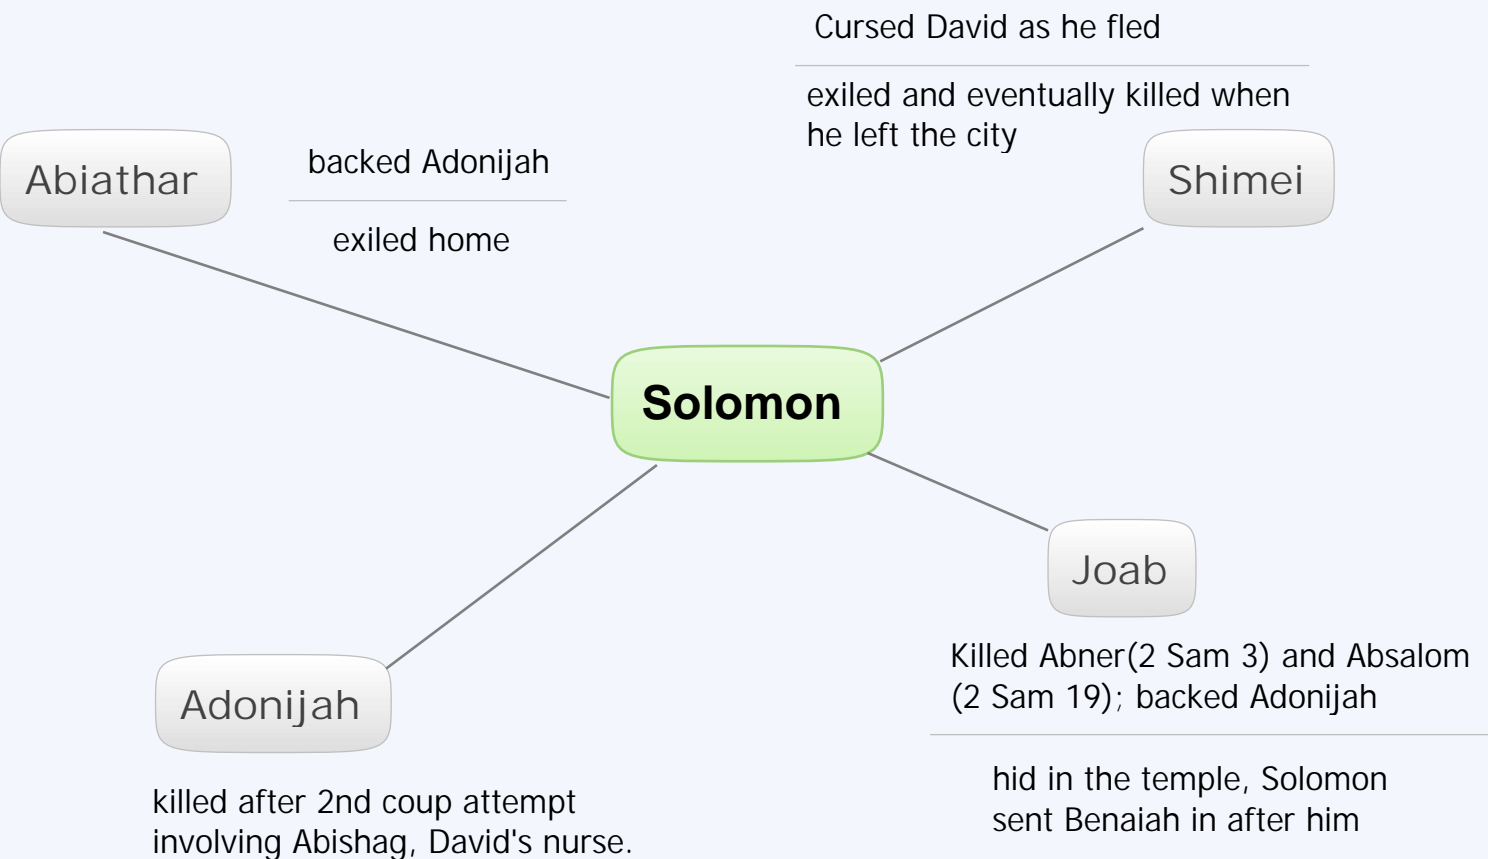 Cursed David as he fled
exiled and eventually killed when
he left the city
Abiathar
backed Adonijah
exiled home
Shimei
Solomon
Joab
Killed Abner(2 Sam 3) and Absalom
(2 Sam 19); backed Adonijah
hid in the temple, Solomon
sent Benaiah in after him
Adonijah
killed after 2nd coup attempt
involving Abishag, David's nurse.